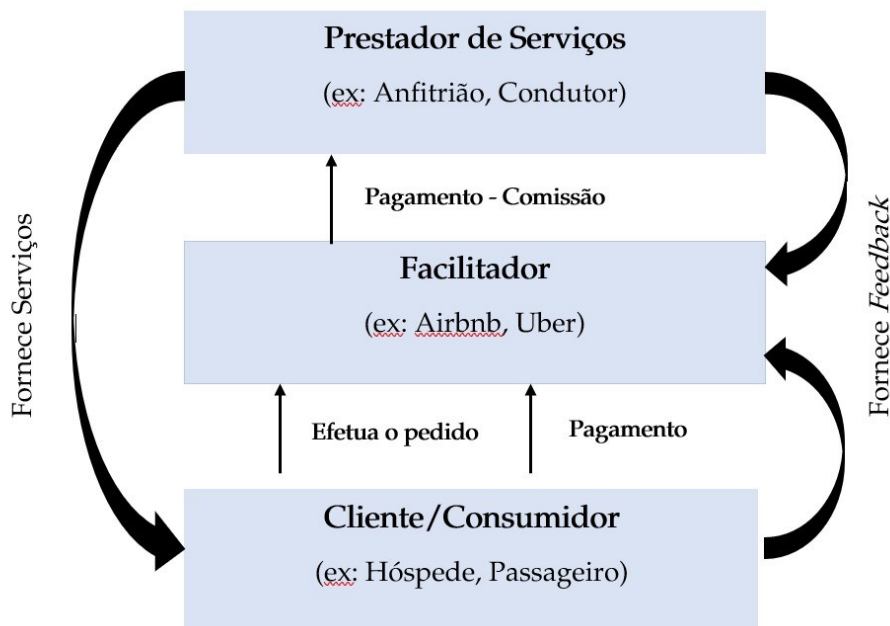 Prestador de Serviços
(ex: Anfitrião, Condutor)
Pagamento - Comissão
Fornece Serviços
Facilitador
(ex: Airbnb, Uber)
Fornece Feedback
Efetua o pedido
Pagamento
Cliente/Consumidor
(ex: Hóspede, Passageiro)